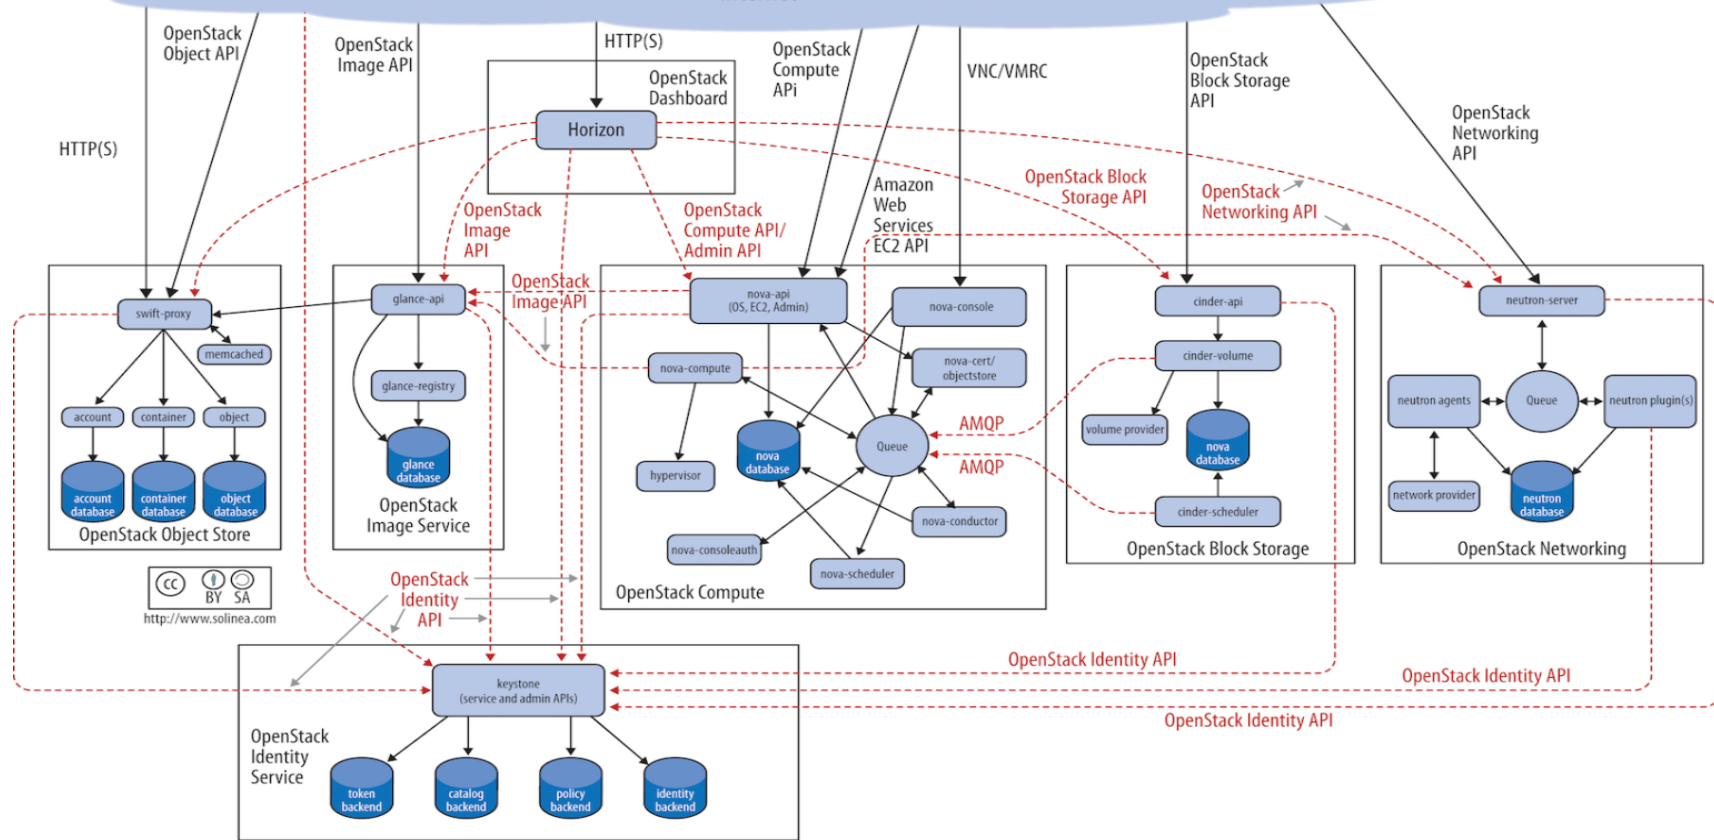 OpenStack
Object API
OpenStack
Image API
HTTP(S)
OpenStack
Compute
APi
VNC/VMRC
OpenStack
Block Storage
API
OpenStack
Networking
API
HTTP(S)
OpenStack
Dashboard
Horizon
Amazon
Web
Services
EC2 API
OpenStack
Image
API
OpenStack
Compute API/
Admin API
OpenStack Block
Storage API
OpenStack
Networking API
OpenStack
Image API
swift-proxy
memcached
account
container
object
account
database
container
database
object
database
OpenStack Object Store
glance-api
glance-registry
glance
database
OpenStack
Image Service
nova-api
(OS, EC2, Admin)
nova-console
nova-compute
nova-cert/
objectstore
hypervisor
nova
database
Queue
nova-conductor
nova-consoleauth
nova-scheduler
OpenStack Compute
AMQP
AMQP
cinder-api
cinder-volume
volume provider
nova
database
cinder-scheduler
OpenStack Block Storage
neutron-server
neutron agents
Queue
neutron plugin(s)
network provider
neutron
database
OpenStack Networking
cc
BY SA
http://www.solinea.com
OpenStack
Identity
API
OpenStack Identity API
OpenStack Identity API
OpenStack Identity API
keystone
(service and admin APIs)
OpenStack
Identity
Service
token
backend
catalog
backend
policy
backend
identity
backend